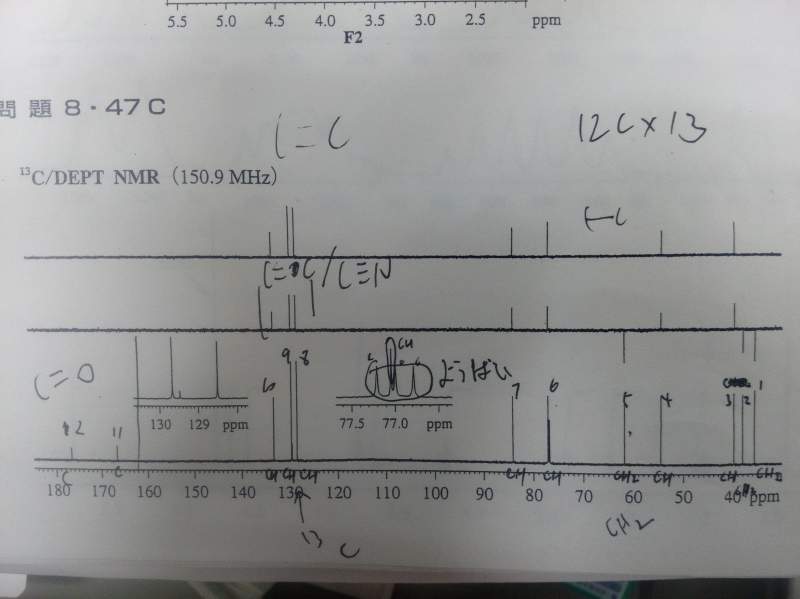 5.5 5.0 4.5 4.0 3.5 3.0 2.5 ppm
F2
問題 8・47C
C=C 12C×13
¹³C/DEPT NMR (150.9 MHz)
C-C
C=C/C≡N
C=O
9 8
CH
ようばい
6 7 6 5 4 3 2 1
12 11
130 129 ppm
77.5 77.0 ppm
C C CH CH CH CH CH CH2 CH CH CH2
180 170 160 150 140 130 120 110 100 90 80 70 60 50 40 ppm
13 C
CH2